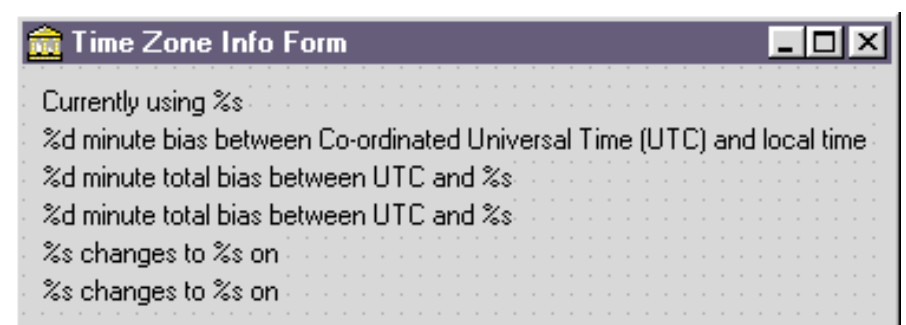 Time Zone Info Form
Currently using %s
%d minute bias between Co-ordinated Universal Time (UTC) and local time
%d minute total bias between UTC and %s
%d minute total bias between UTC and %s
%s changes to %s on
%s changes to %s on